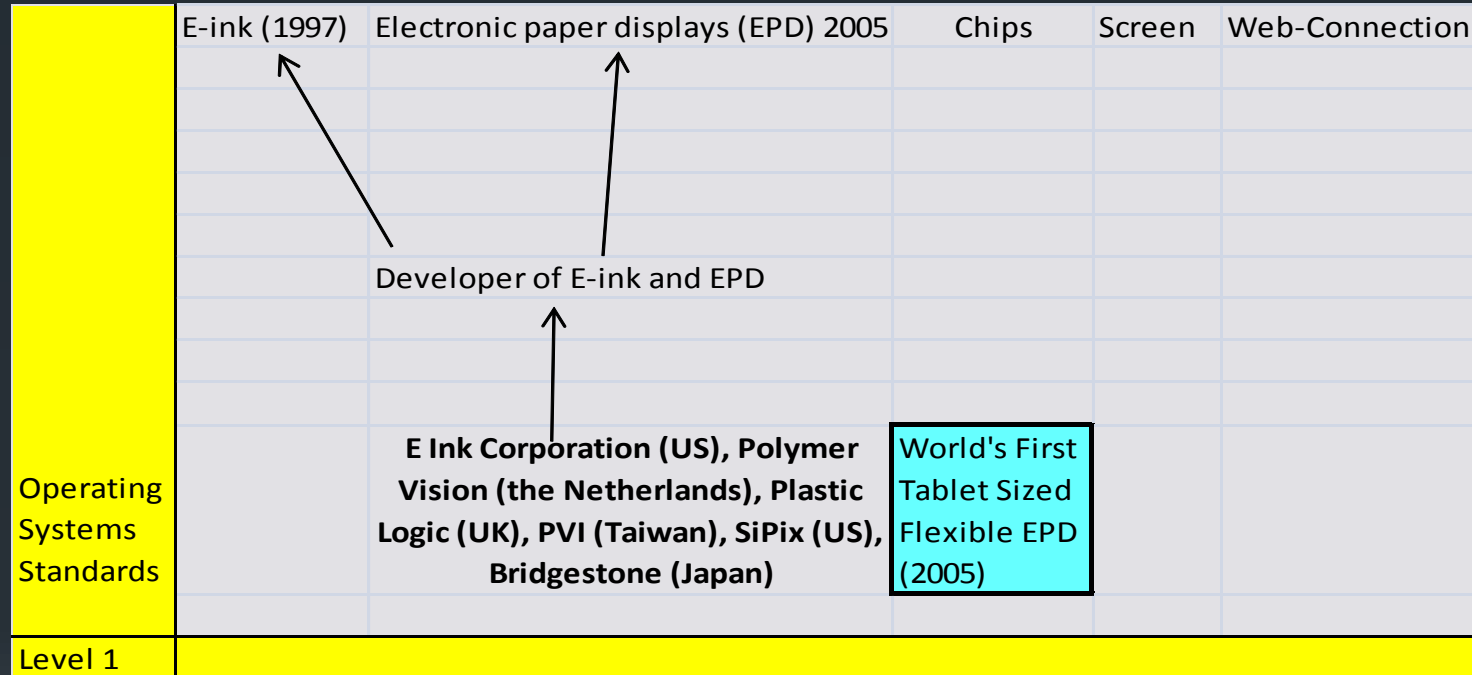 E-ink (1997) Electronic paper displays (EPD) 2005 Chips Screen Web-Connection
Developer of E-ink and EPD
E Ink Corporation (US), Polymer
Vision (the Netherlands), Plastic
Logic (UK), PVI (Taiwan), SiPix (US),
Bridgestone (Japan)
World's First
Tablet Sized
Flexible EPD
(2005)
Operating
Systems
Standards
Level 1